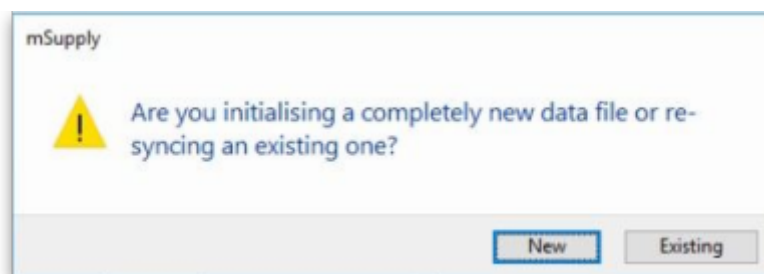 mSupply
Are you initialising a completely new data file or re-
syncing an existing one?
New
Existing